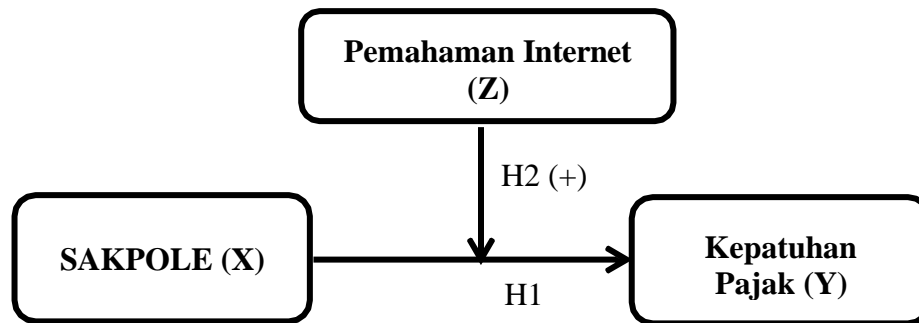 Pemahaman Internet
(Z)
H2 (+)
SAKPOLE (X)
Kepatuhan
Pajak (Y)
H1